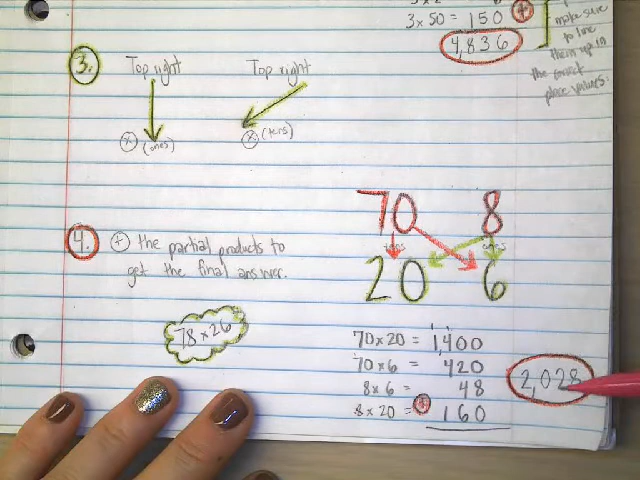 3 x 50 = 150 +
4,836
make sure
to line
them up in
the correct
place values.
3.
Top right
Top right
x (ones)
x (tens)
70 8
tens ones
20 6
4.
+ the partial products to
get the final answer.
78 x 26
70 x 20 = 1,400
70 x 6 = 420
8 x 6 = 48
8 x 20 = + 160
2,028